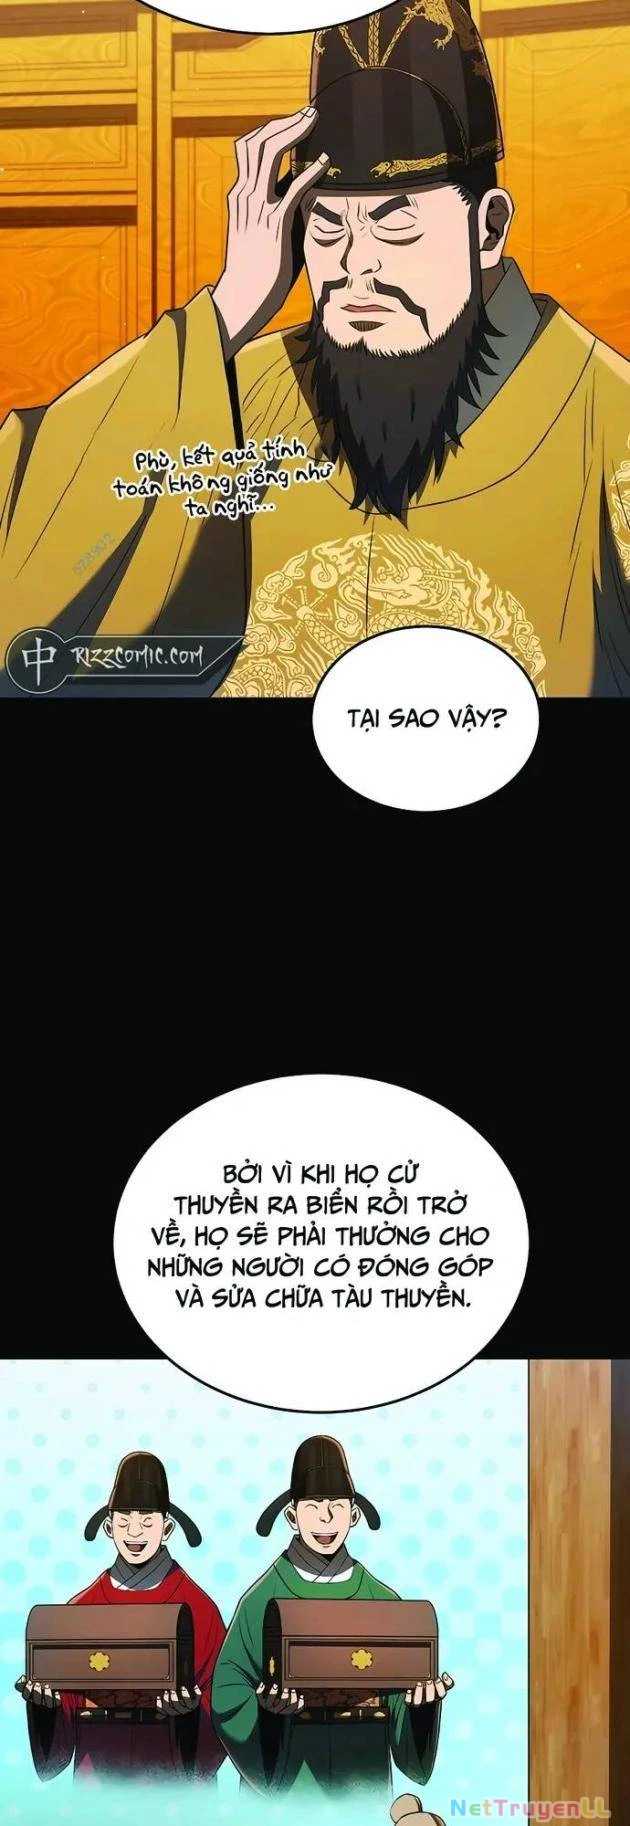 Phù, kết quả tính
toán không giống như
ta nghĩ...
528902
中 RIZZCOMIC.COM
TẠI SAO VẬY?
BỞI VÌ KHI HỌ CỬ
THUYỀN RA BIỂN RỒI TRỞ
VỀ, HỌ SẼ PHẢI THƯỞNG CHO
NHỮNG NGƯỜI CÓ ĐÓNG GÓP
VÀ SỬA CHỮA TÀU THUYỀN.
NetTruyenLL